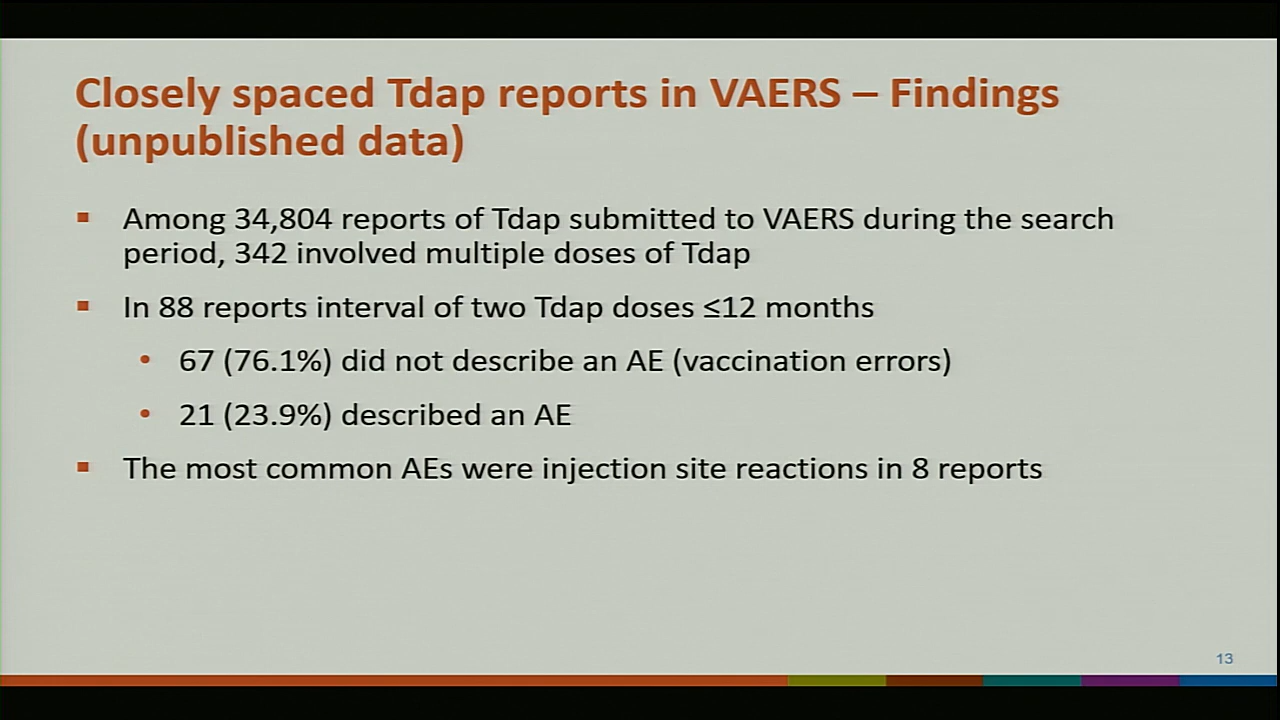 Closely spaced Tdap reports in VAERS – Findings
(unpublished data)
▪ Among 34,804 reports of Tdap submitted to VAERS during the search
period, 342 involved multiple doses of Tdap
▪ In 88 reports interval of two Tdap doses ≤12 months
• 67 (76.1%) did not describe an AE (vaccination errors)
• 21 (23.9%) described an AE
▪ The most common AEs were injection site reactions in 8 reports
13